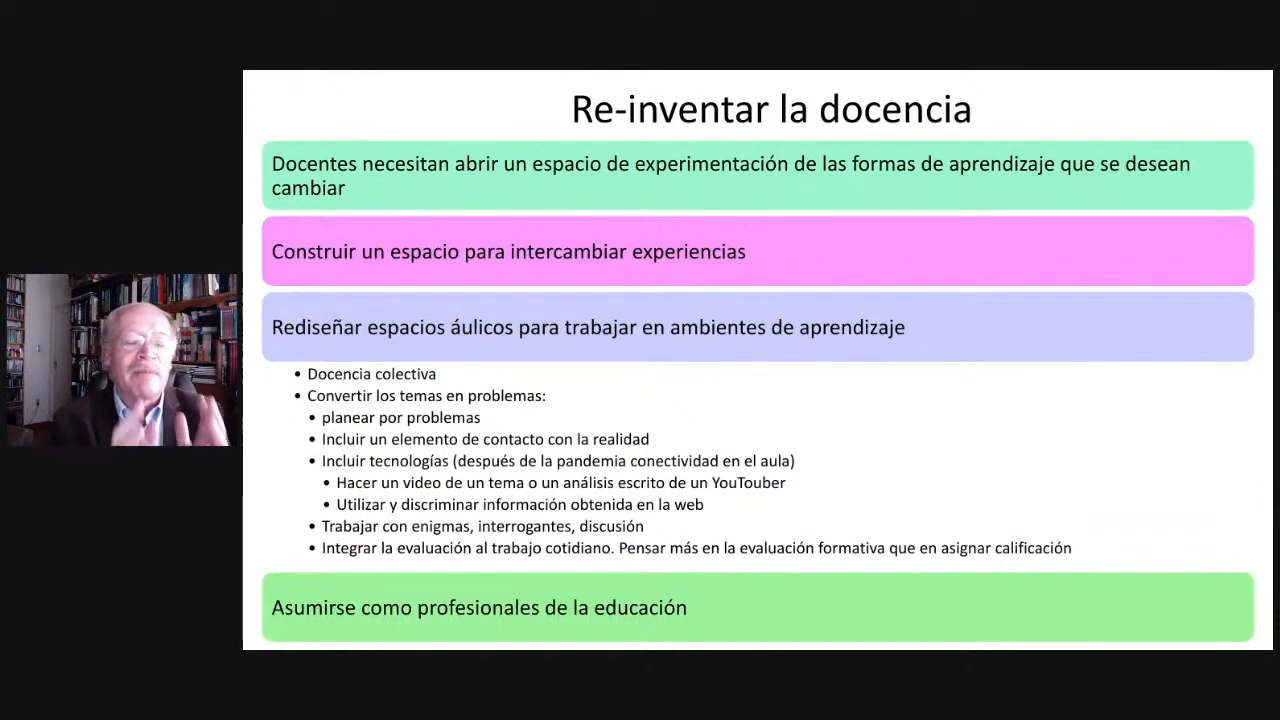 Re-inventar la docencia
Docentes necesitan abrir un espacio de experimentación de las formas de aprendizaje que se desean
cambiar
Construir un espacio para intercambiar experiencias
Rediseñar espacios áulicos para trabajar en ambientes de aprendizaje
• Docencia colectiva
• Convertir los temas en problemas:
• planear por problemas
• Incluir un elemento de contacto con la realidad
• Incluir tecnologías (después de la pandemia conectividad en el aula)
• Hacer un video de un tema o un análisis escrito de un YouTouber
• Utilizar y discriminar información obtenida en la web
• Trabajar con enigmas, interrogantes, discusión
• Integrar la evaluación al trabajo cotidiano. Pensar más en la evaluación formativa que en asignar calificación
Asumirse como profesionales de la educación